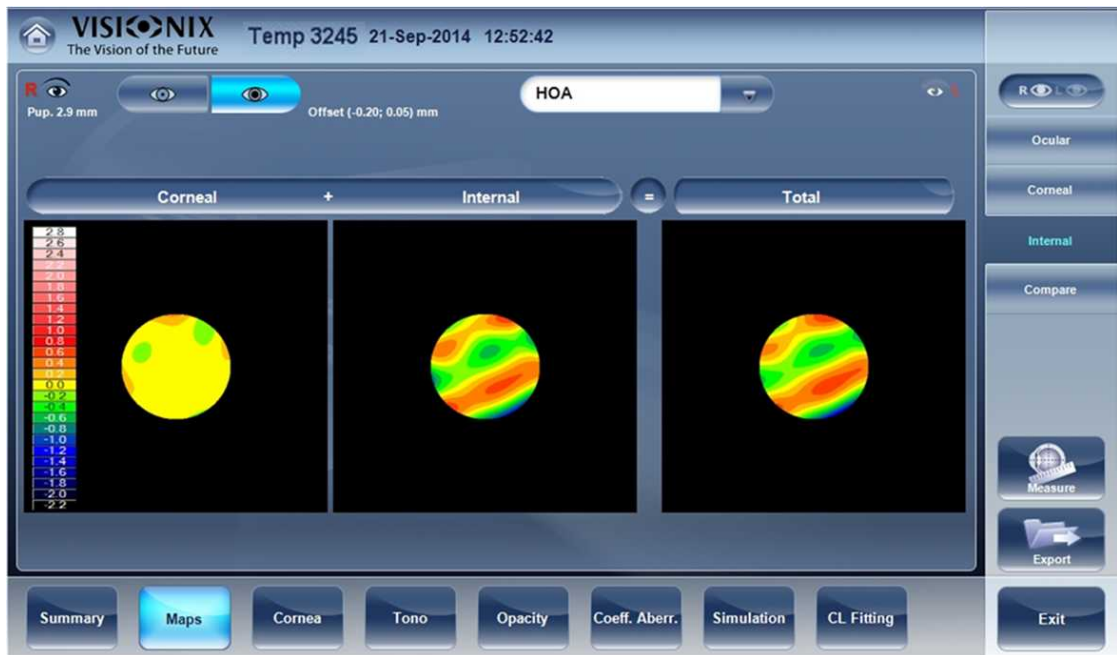 VISIONIX
The Vision of the Future
Temp 3245 21-Sep-2014 12:52:42
R
Pup. 2.9 mm
Offset (-0.20; 0.05) mm
HOA
R L
Ocular
Corneal
Internal
Compare
Corneal + Internal = Total
2.8
2.6
2.4
2.2
2.0
1.8
1.6
1.4
1.2
1.0
0.8
0.6
0.4
0.2
0.0
-0.2
-0.4
-0.6
-0.8
-1.0
-1.2
-1.4
-1.6
-1.8
-2.0
-2.2
Measure
Export
Summary
Maps
Cornea
Tono
Opacity
Coeff. Aberr.
Simulation
CL Fitting
Exit